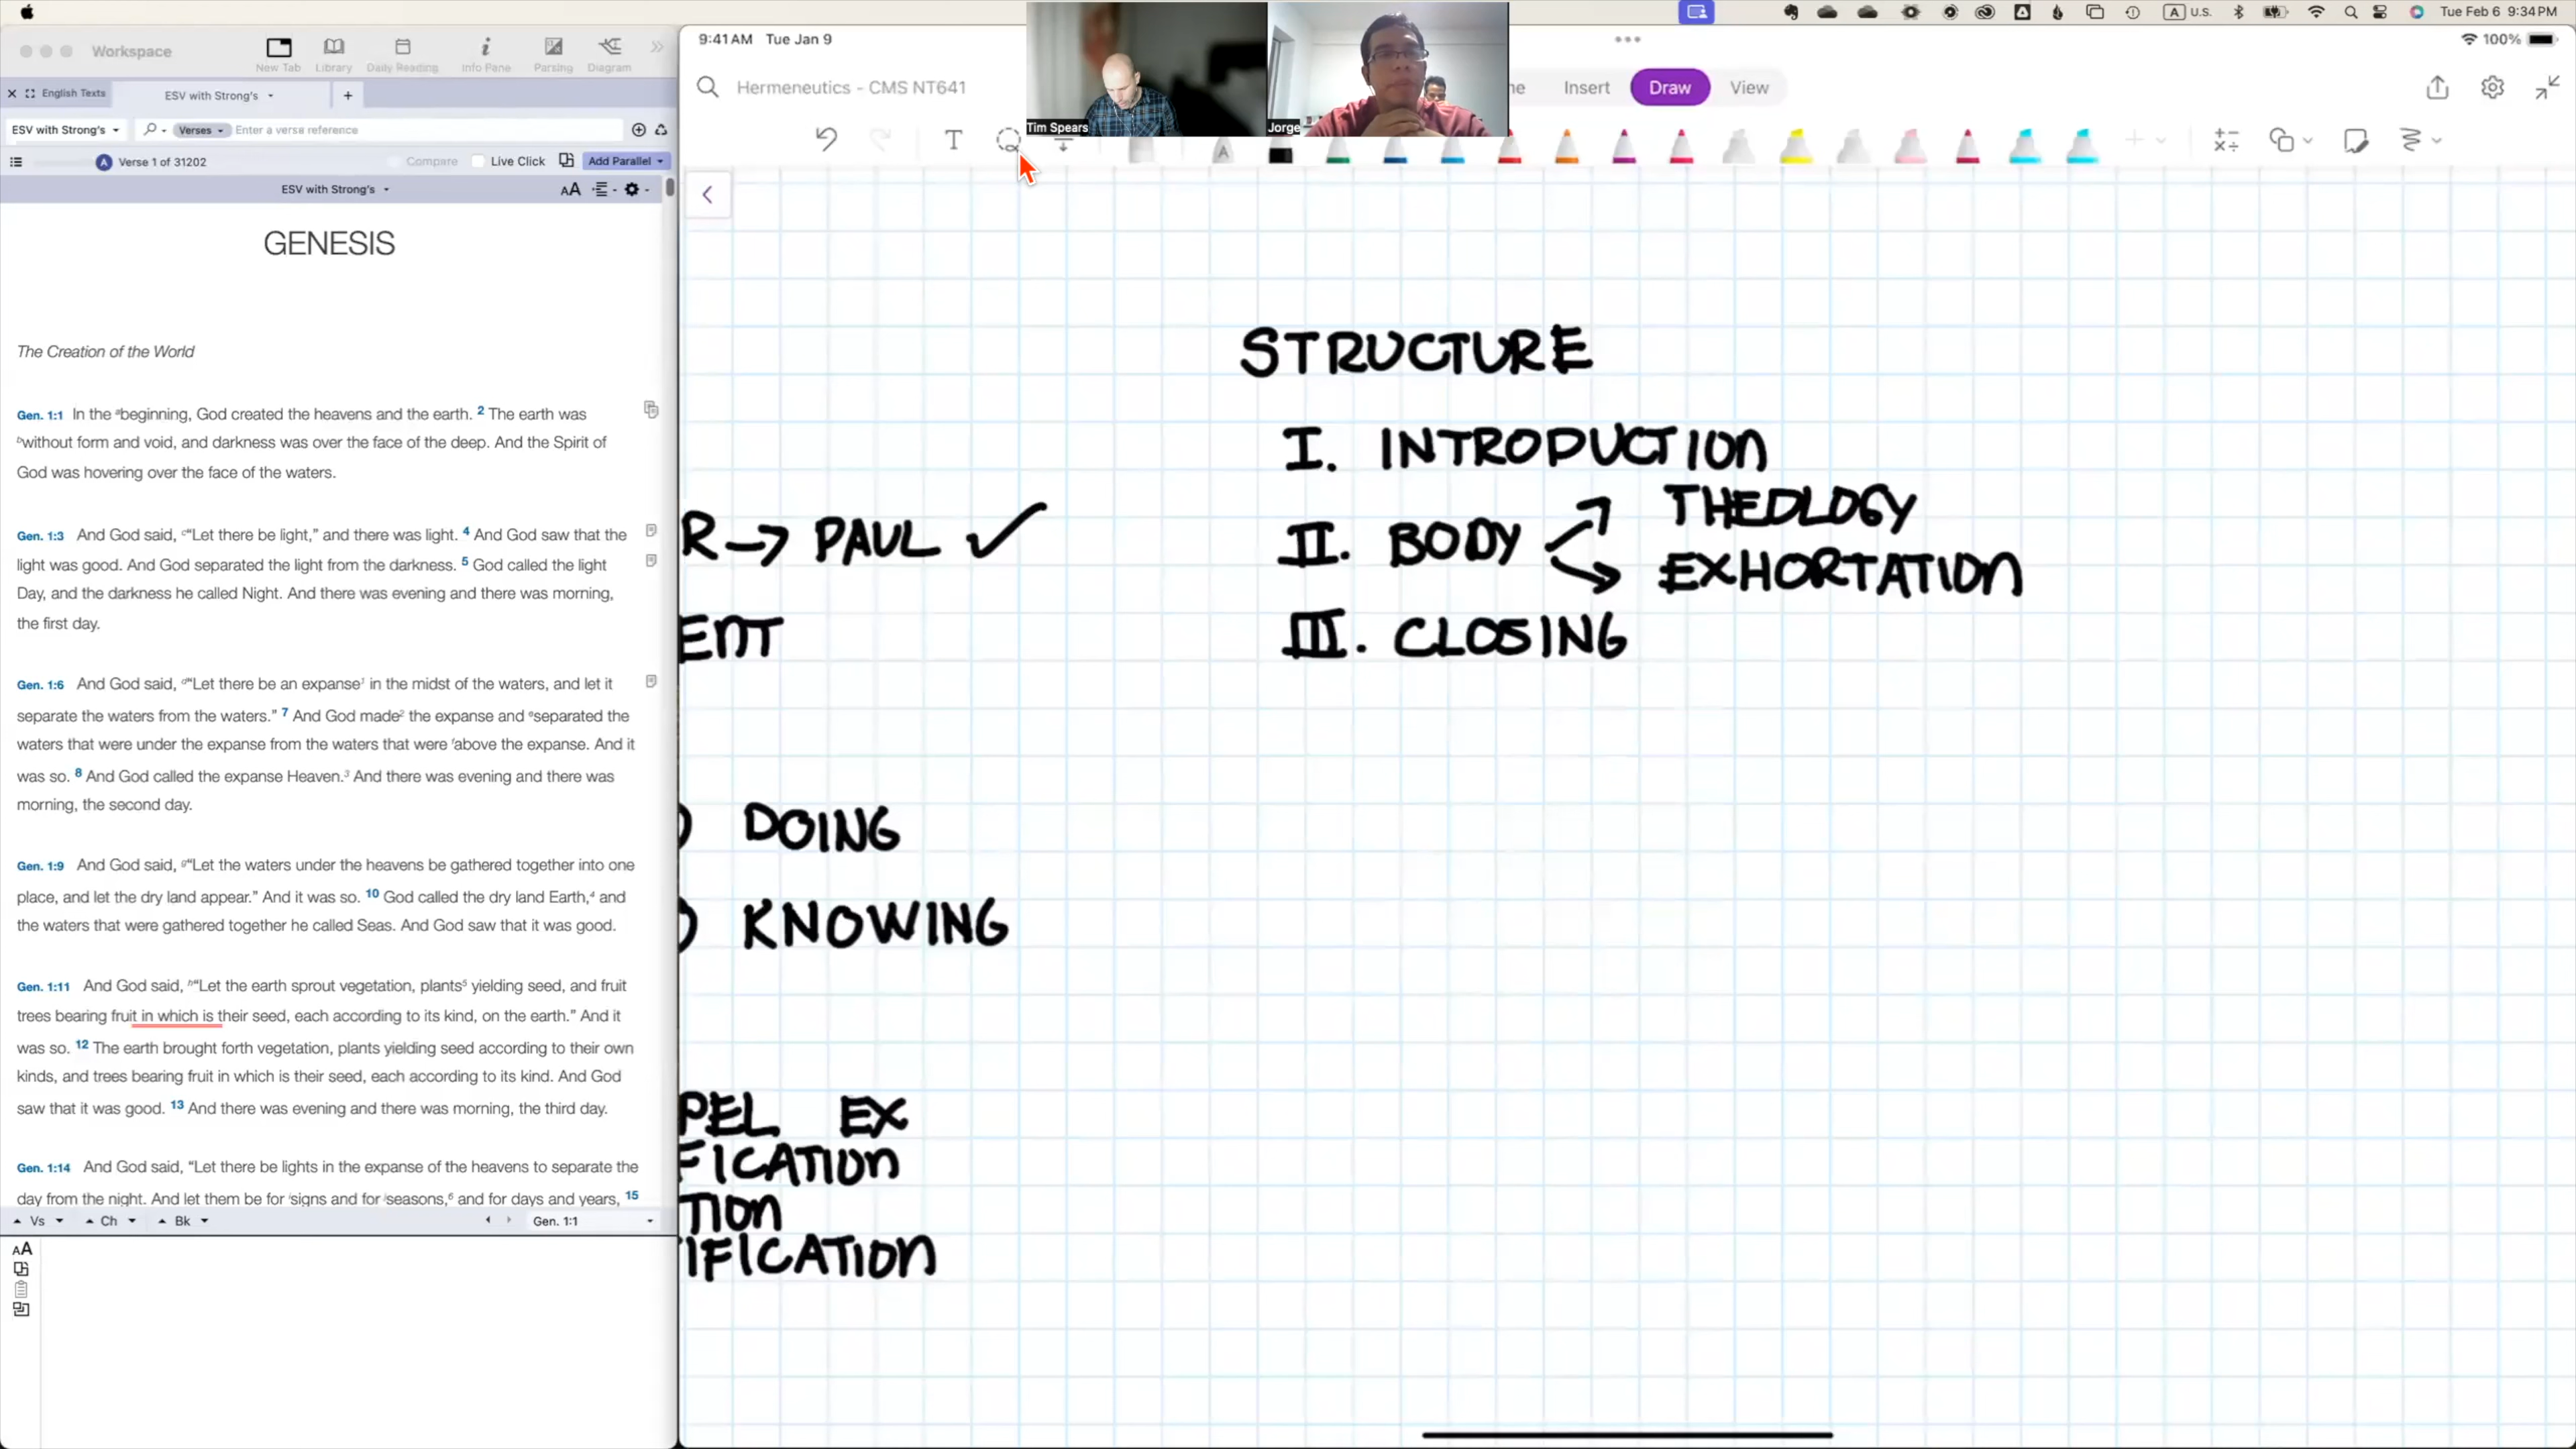 Tue Feb 6 9:34PM
U.S.
Workspace
New Tab
Library
Daily Reading
Info Pane
Parsing
Diagram
English Texts
ESV with Strong's
ESV with Strong's
Verses
Enter a verse reference
Verse 1 of 31202
Compare
Live Click
Add Parallel
ESV with Strong's
GENESIS
The Creation of the World
Gen. 1:1 In the ᵃbeginning, God created the heavens and the earth. 2 The earth was
ᵇwithout form and void, and darkness was over the face of the deep. And the Spirit of
God was hovering over the face of the waters.
Gen. 1:3 And God said, ᶜ“Let there be light,” and there was light. 4 And God saw that the
light was good. And God separated the light from the darkness. 5 God called the light
Day, and the darkness he called Night. And there was evening and there was morning,
the first day.
Gen. 1:6 And God said, ᵈ“Let there be an expanse¹ in the midst of the waters, and let it
separate the waters from the waters.” 7 And God made² the expanse and ᵉseparated the
waters that were under the expanse from the waters that were ᶠabove the expanse. And it
was so. 8 And God called the expanse Heaven.³ And there was evening and there was
morning, the second day.
Gen. 1:9 And God said, ᵍ“Let the waters under the heavens be gathered together into one
place, and let the dry land appear.” And it was so. 10 God called the dry land Earth,⁴ and
the waters that were gathered together he called Seas. And God saw that it was good.
Gen. 1:11 And God said, ʰ“Let the earth sprout vegetation, plants⁵ yielding seed, and fruit
trees bearing fruit in which is their seed, each according to its kind, on the earth.” And it
was so. 12 The earth brought forth vegetation, plants yielding seed according to their own
kinds, and trees bearing fruit in which is their seed, each according to its kind. And God
saw that it was good. 13 And there was evening and there was morning, the third day.
Gen. 1:14 And God said, “Let there be lights in the expanse of the heavens to separate the
day from the night. And let them be for ⁱsigns and for ʲseasons,⁶ and for days and years, 15
Vs
Ch
Bk
Gen. 1:1
AA
9:41AM Tue Jan 9
100%
Hermeneutics - CMS NT641
Tim Spears
Jorge
me
Insert
Draw
View
STRUCTURE
I. INTRODUCTION
II. BODY → THEOLOGY
→ EXHORTATION
III. CLOSING
R → PAUL ✓
ENT
) DOING
) KNOWING
PEL EX
FICATION
TION
IFICATION